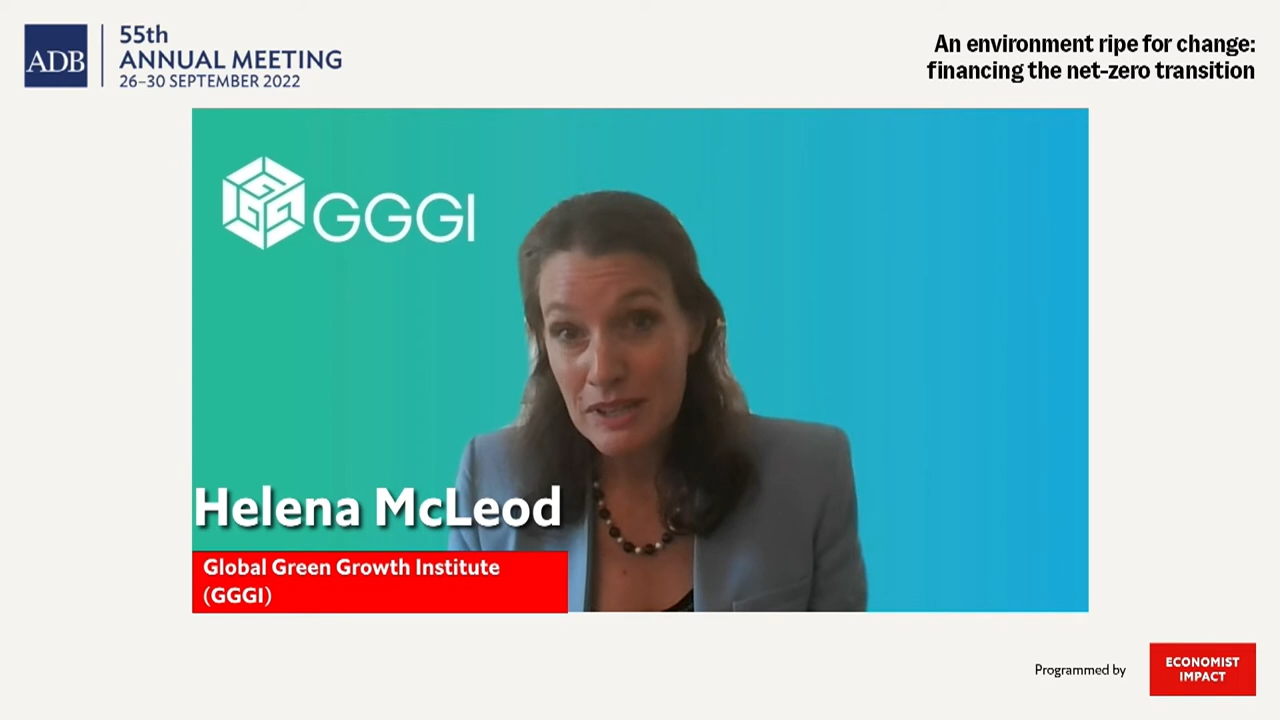 ADB
55th
ANNUAL MEETING
26–30 SEPTEMBER 2022
An environment ripe for change:
financing the net-zero transition
GGGI
Helena McLeod
Global Green Growth Institute
(GGGI)
Programmed by
ECONOMIST
IMPACT